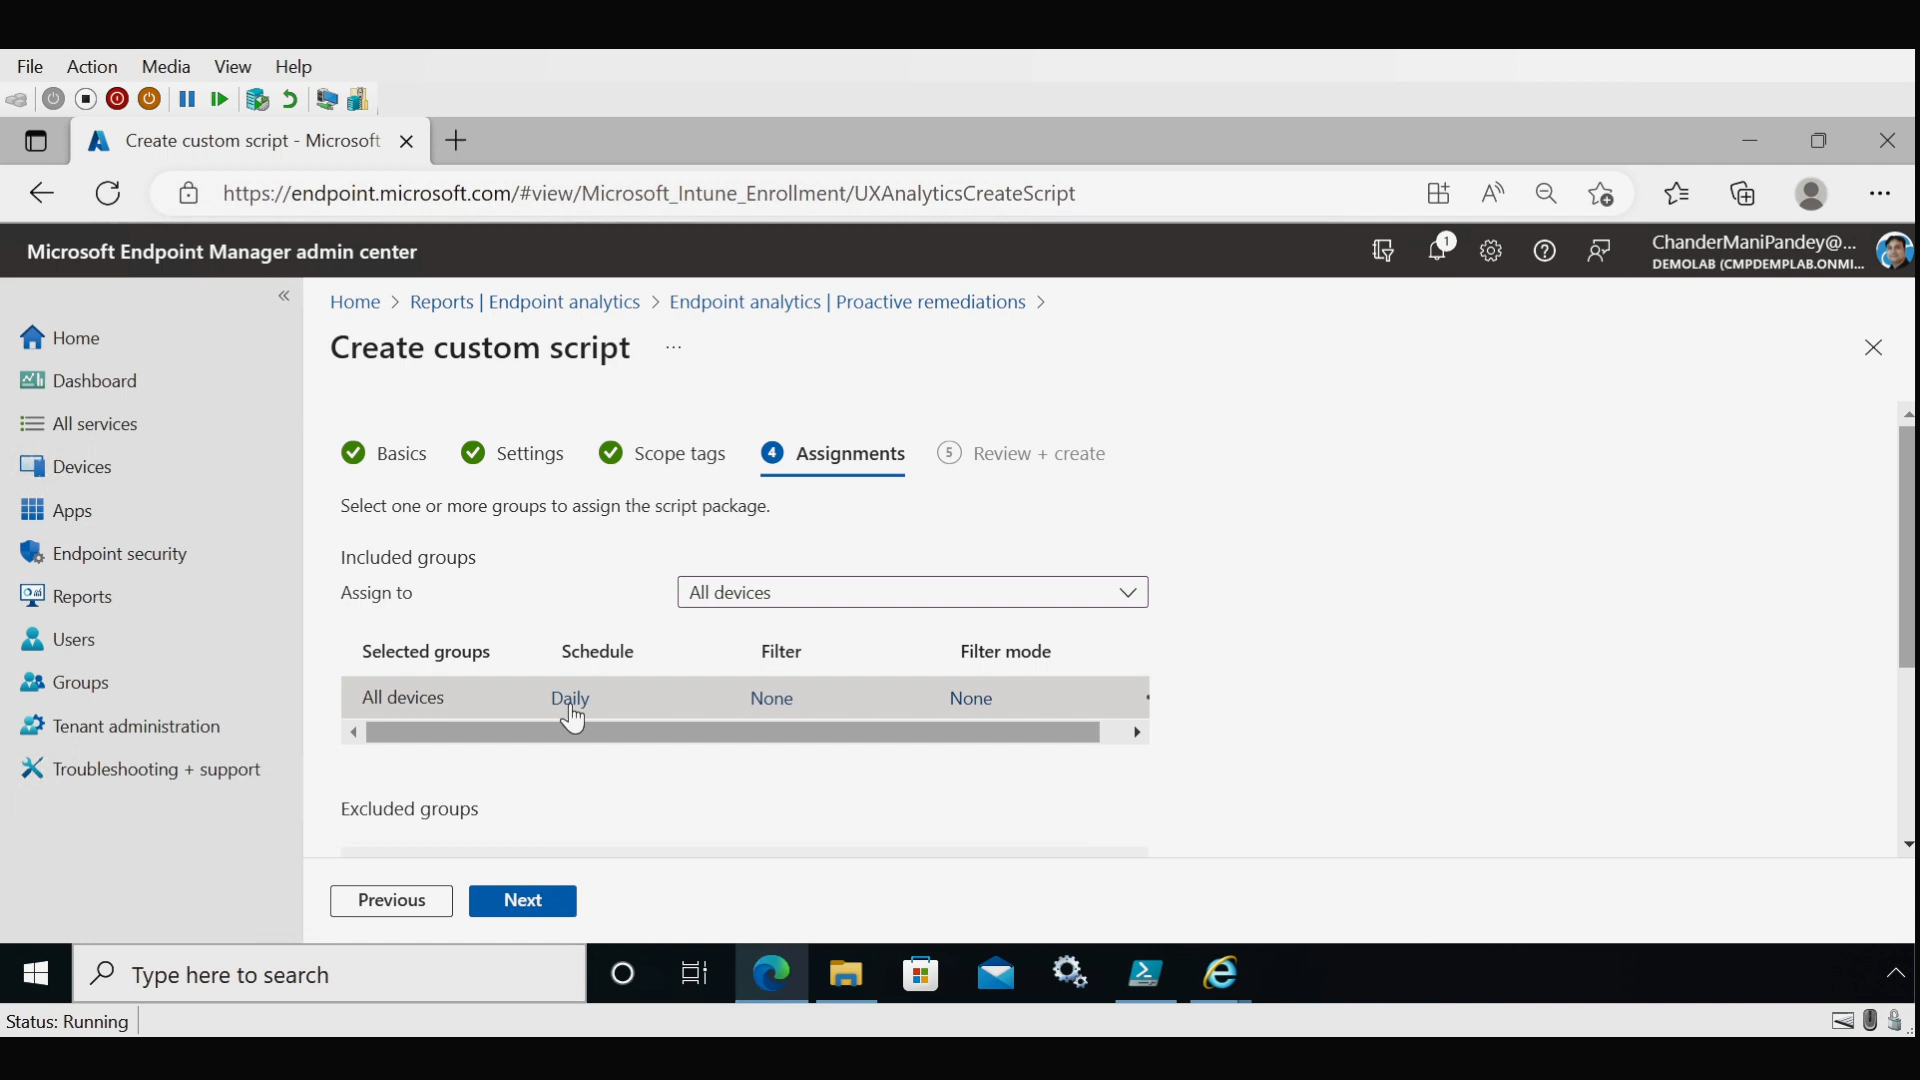 File Action Media View Help
Create custom script - Microsoft
https://endpoint.microsoft.com/#view/Microsoft_Intune_Enrollment/UXAnalyticsCreateScript
Microsoft Endpoint Manager admin center
1
ChanderManiPandey@...
DEMOLAB (CMPDEMPLAB.ONMI...
Home > Reports | Endpoint analytics > Endpoint analytics | Proactive remediations >
Create custom script ...
Home
Dashboard
All services
Devices
Apps
Endpoint security
Reports
Users
Groups
Tenant administration
Troubleshooting + support
Basics Settings Scope tags 4 Assignments 5 Review + create
Select one or more groups to assign the script package.
Included groups
Assign to All devices
Selected groups Schedule Filter Filter mode
All devices Daily None None
Excluded groups
Previous Next
Type here to search
Status: Running